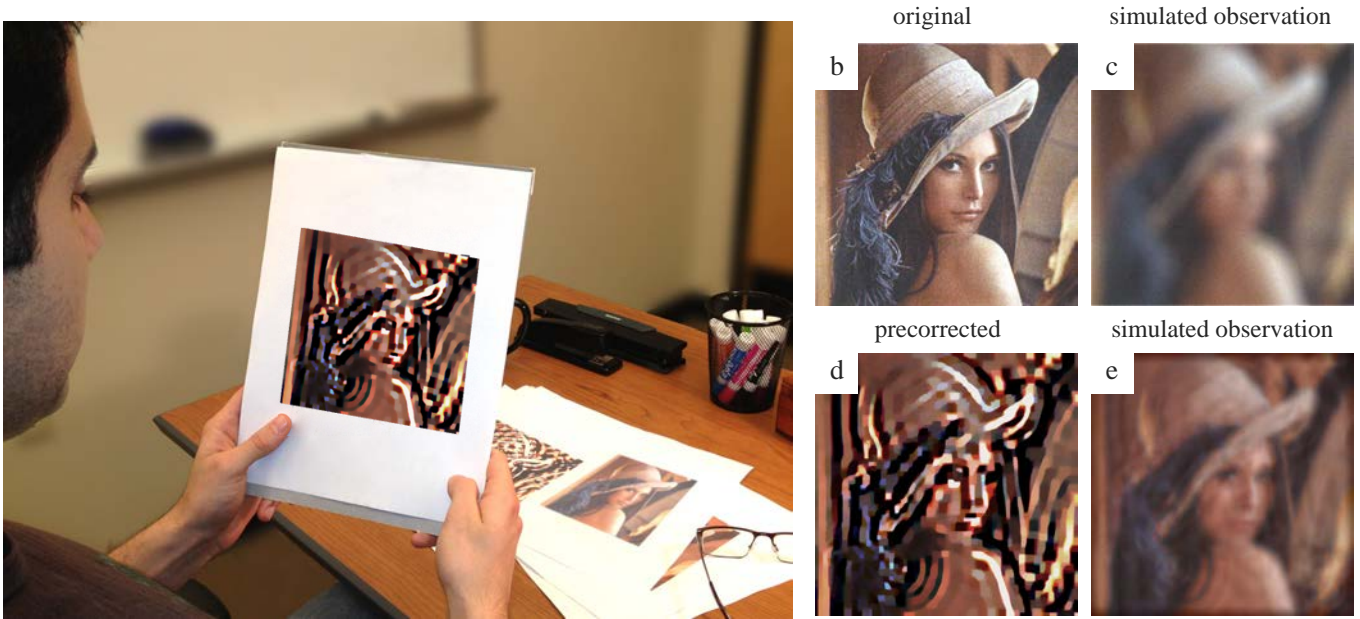 original
simulated observation
b
c
precorrected
simulated observation
d
e